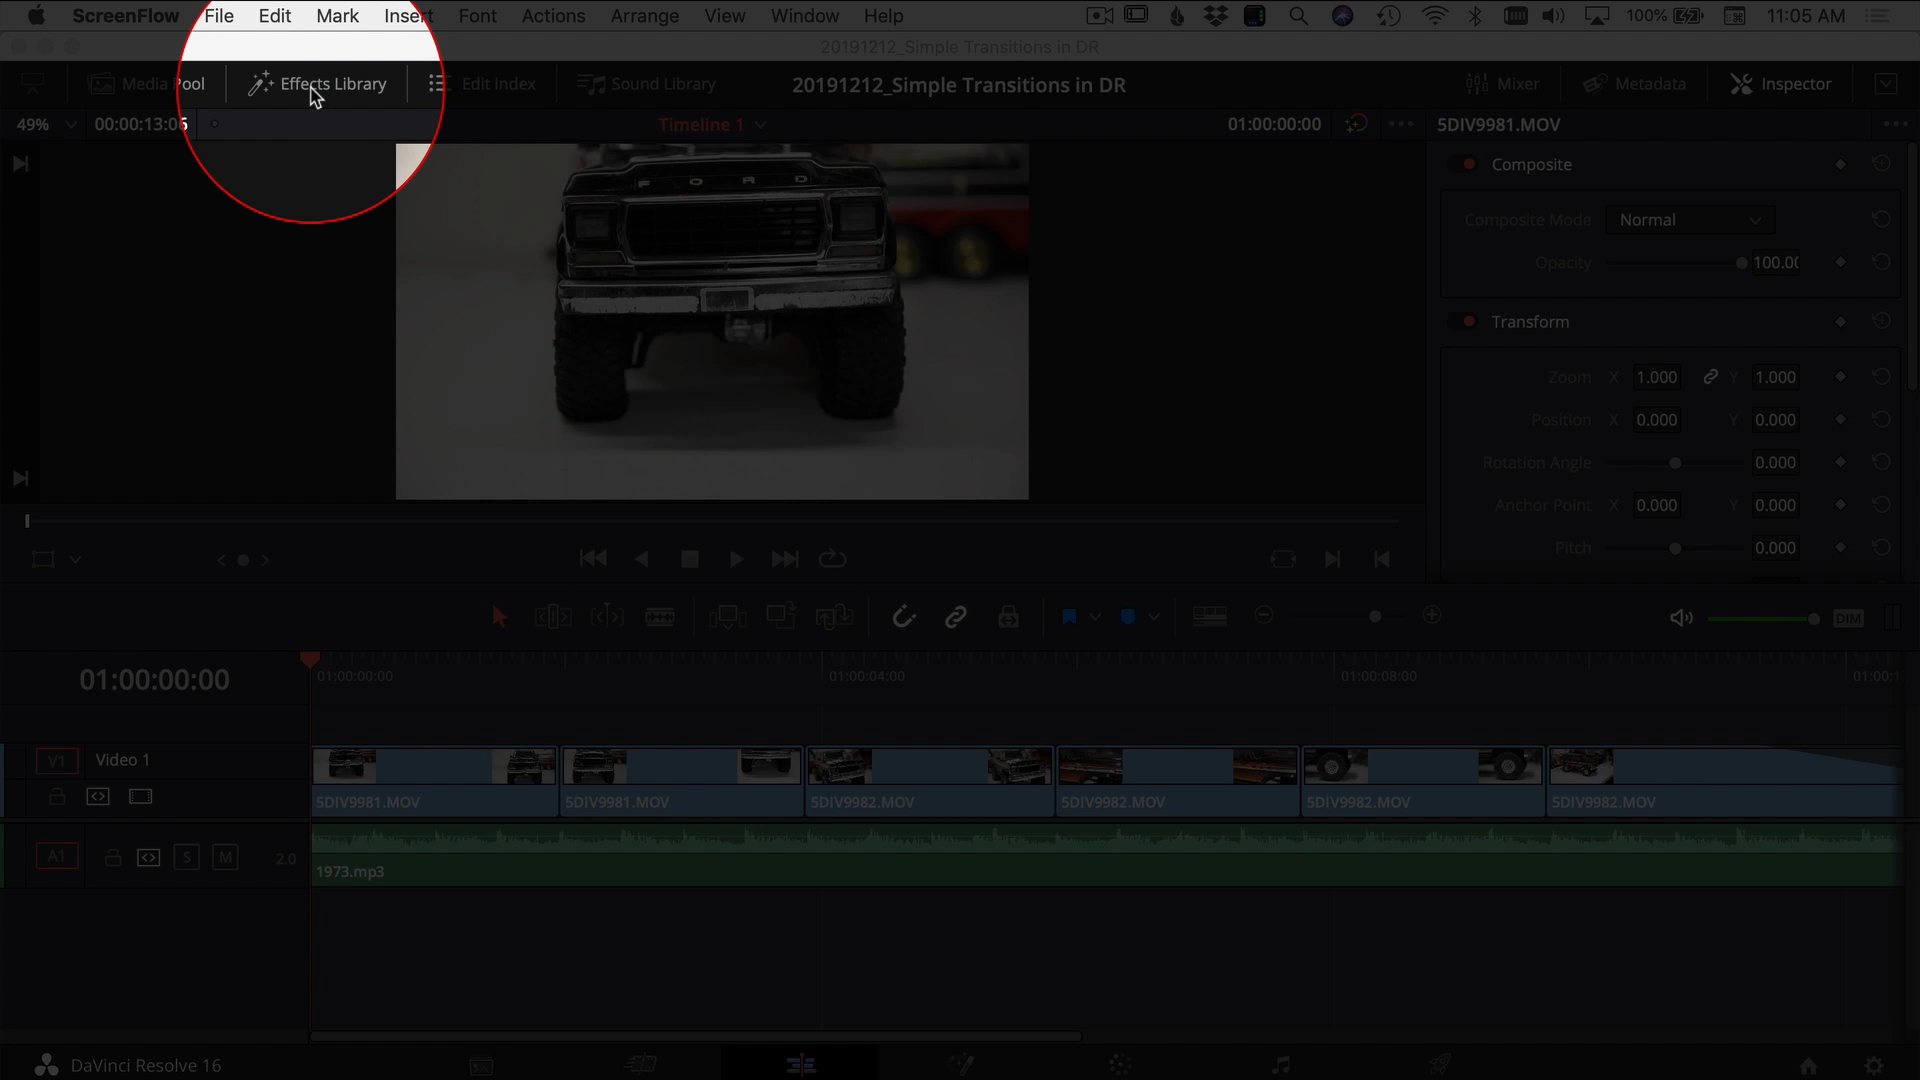 ScreenFlow File Edit Mark Insert Font Actions Arrange View Window Help 100% 11:05 AM
20191212_Simple Transitions in DR
Media Pool Effects Library Edit Index Sound Library 20191212_Simple Transitions in DR Mixer Metadata Inspector
49% 00:00:13:06 Timeline 1 01:00:00:00 5DIV9981.MOV
Composite
FORD
Composite Mode Normal
Opacity 100.00
Transform
Zoom X 1.000 Y 1.000
Position X 0.000 Y 0.000
Rotation Angle 0.000
Anchor Point X 0.000 Y 0.000
Pitch 0.000
DIM
01:00:00:00 01:00:00:00 01:00:04:00 01:00:08:00 01:00:1
V1 Video 1
5DIV9981.MOV 5DIV9981.MOV 5DIV9982.MOV 5DIV9982.MOV 5DIV9982.MOV 5DIV9982.MOV
A1 S M 2.0
1973.mp3
DaVinci Resolve 16